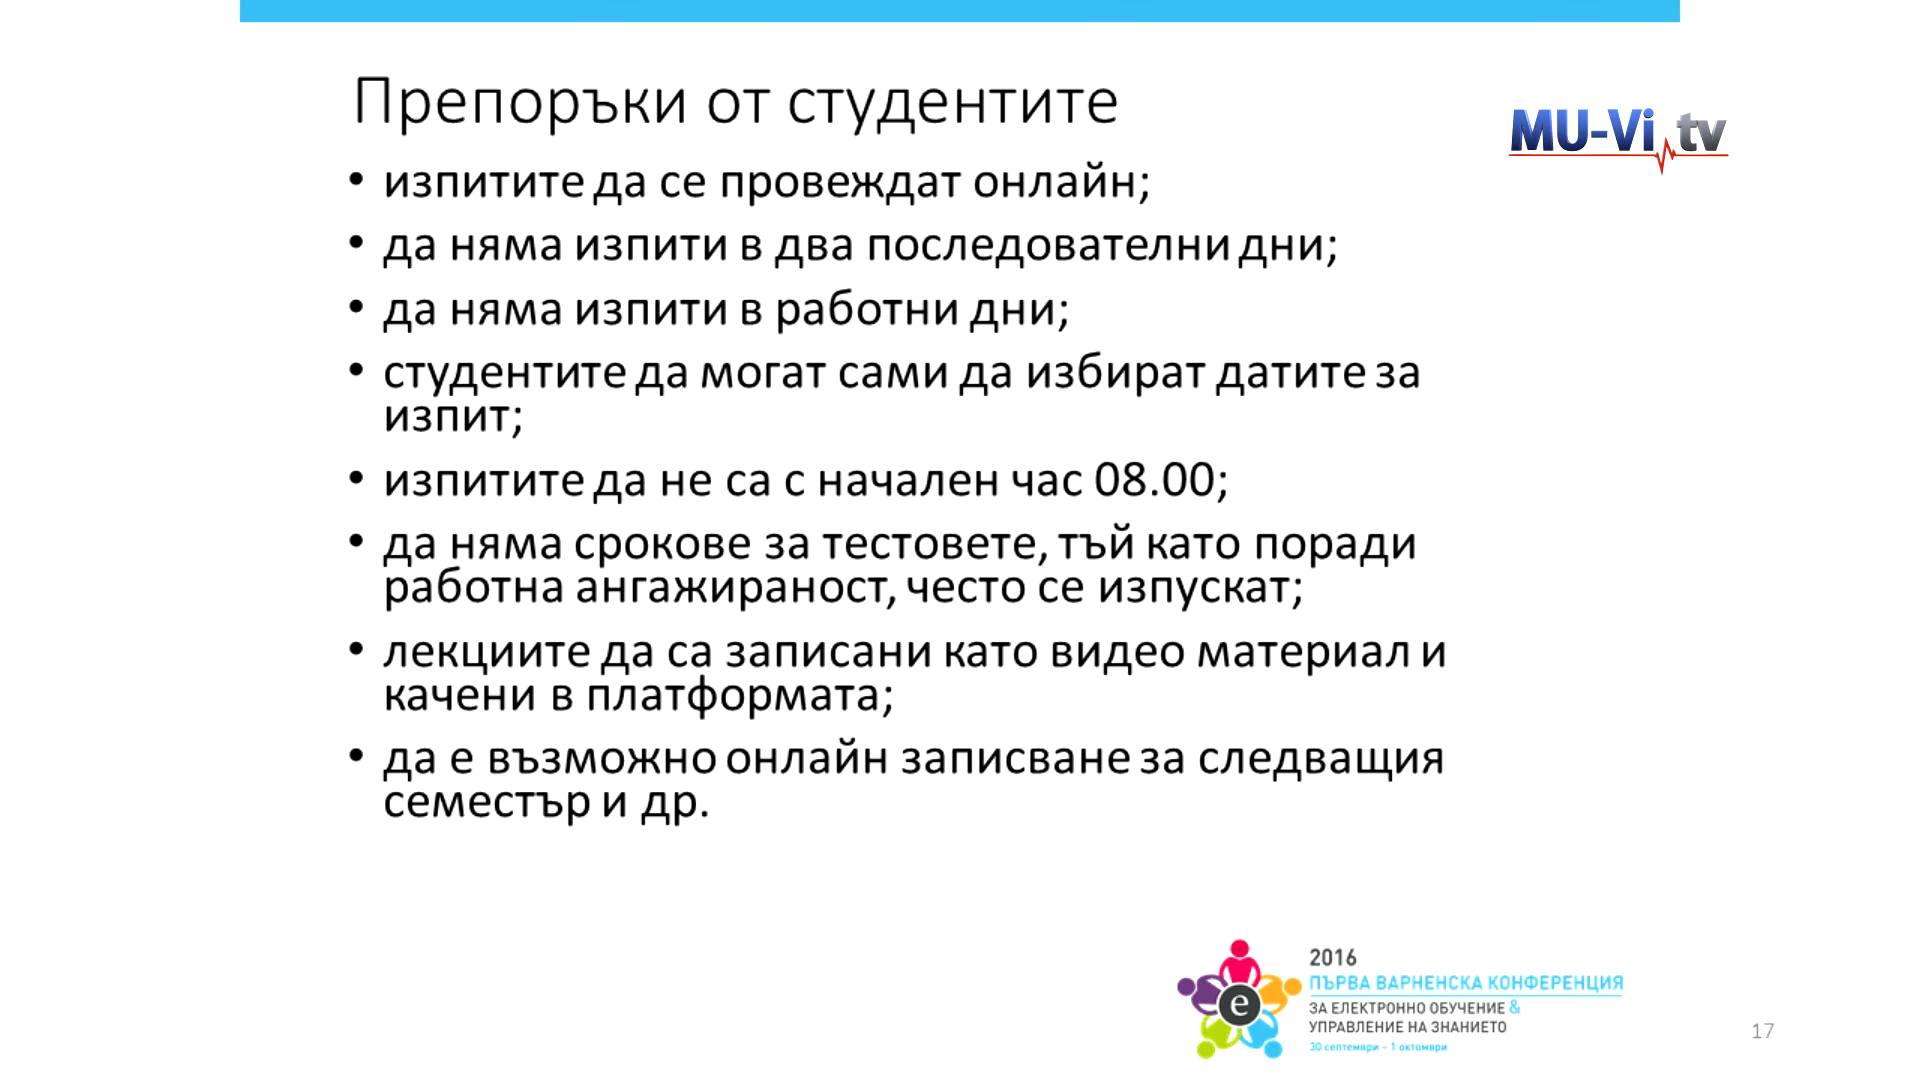 Препоръки от студентите
MU-Vi.tv
• изпитите да се провеждат онлайн;
• да няма изпити в два последователни дни;
• да няма изпити в работни дни;
• студентите да могат сами да избират датите за
изпит;
• изпитите да не са с начален час 08.00;
• да няма срокове за тестовете, тъй като поради
работна ангажираност, често се изпускат;
• лекциите да са записани като видео материал и
качени в платформата;
• да е възможно онлайн записване за следващия
семестър и др.
e
2016
ПЪРВА ВАРНЕНСКА КОНФЕРЕНЦИЯ
ЗА ЕЛЕКТРОННО ОБУЧЕНИЕ &
УПРАВЛЕНИЕ НА ЗНАНИЕТО
30 септември – 1 октомври
17